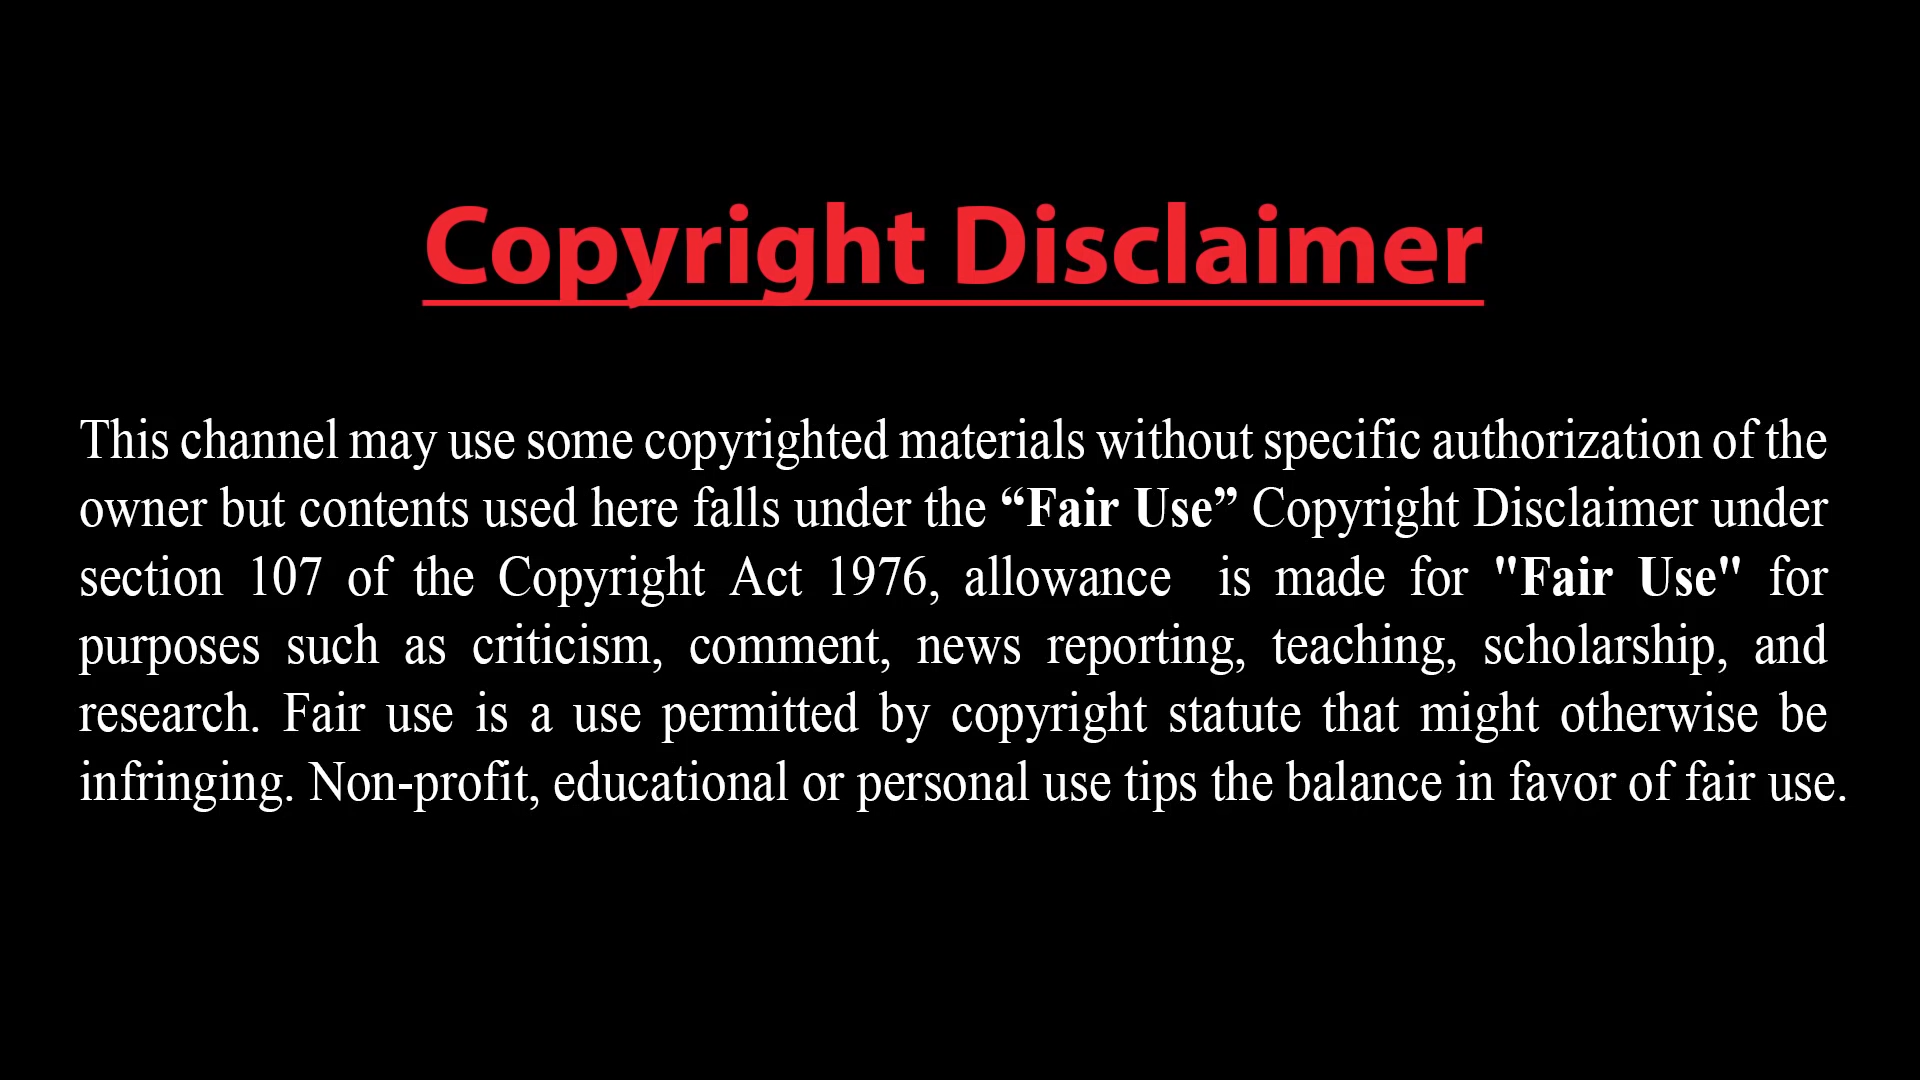 Copyright Disclaimer
This channel may use some copyrighted materials without specific authorization of the
owner but contents used here falls under the “Fair Use” Copyright Disclaimer under
section 107 of the Copyright Act 1976, allowance is made for "Fair Use" for
purposes such as criticism, comment, news reporting, teaching, scholarship, and
research. Fair use is a use permitted by copyright statute that might otherwise be
infringing. Non-profit, educational or personal use tips the balance in favor of fair use.